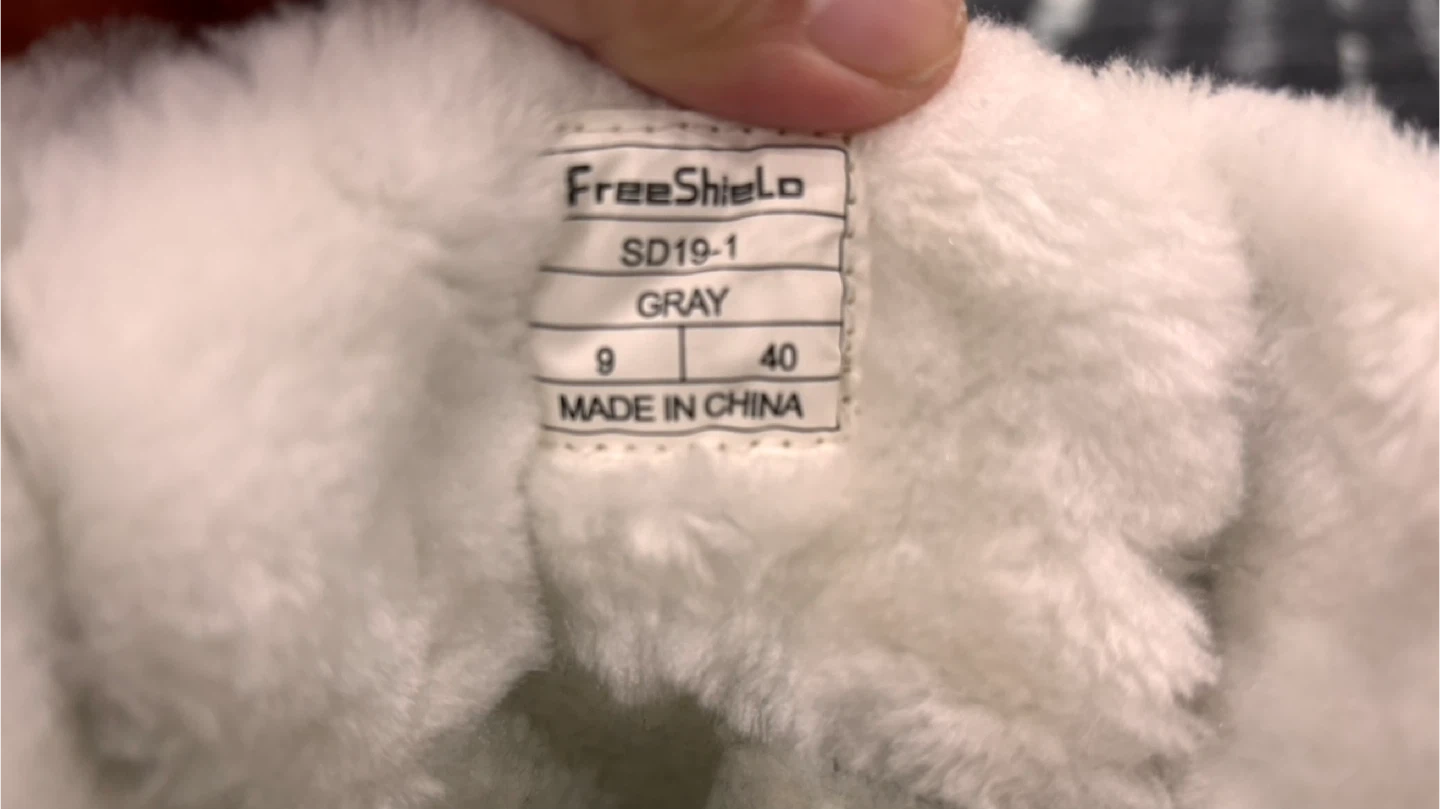 FreeShieLD
SD19-1
GRAY
9 40
MADE IN CHINA